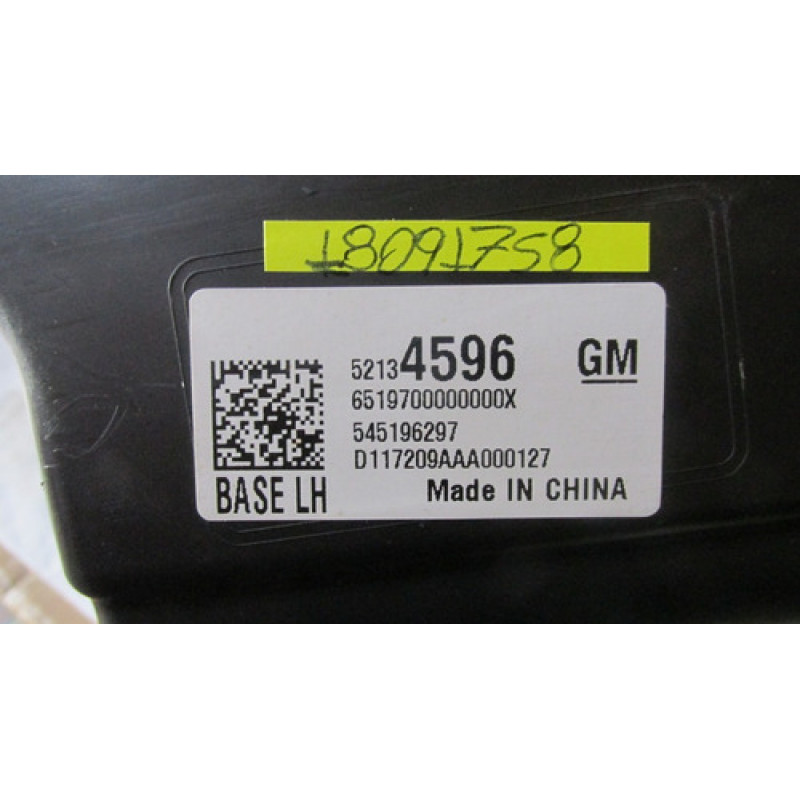 18091758
52134596 GM
6519700000000X
545196297
D117209AAA000127
BASE LH Made IN CHINA